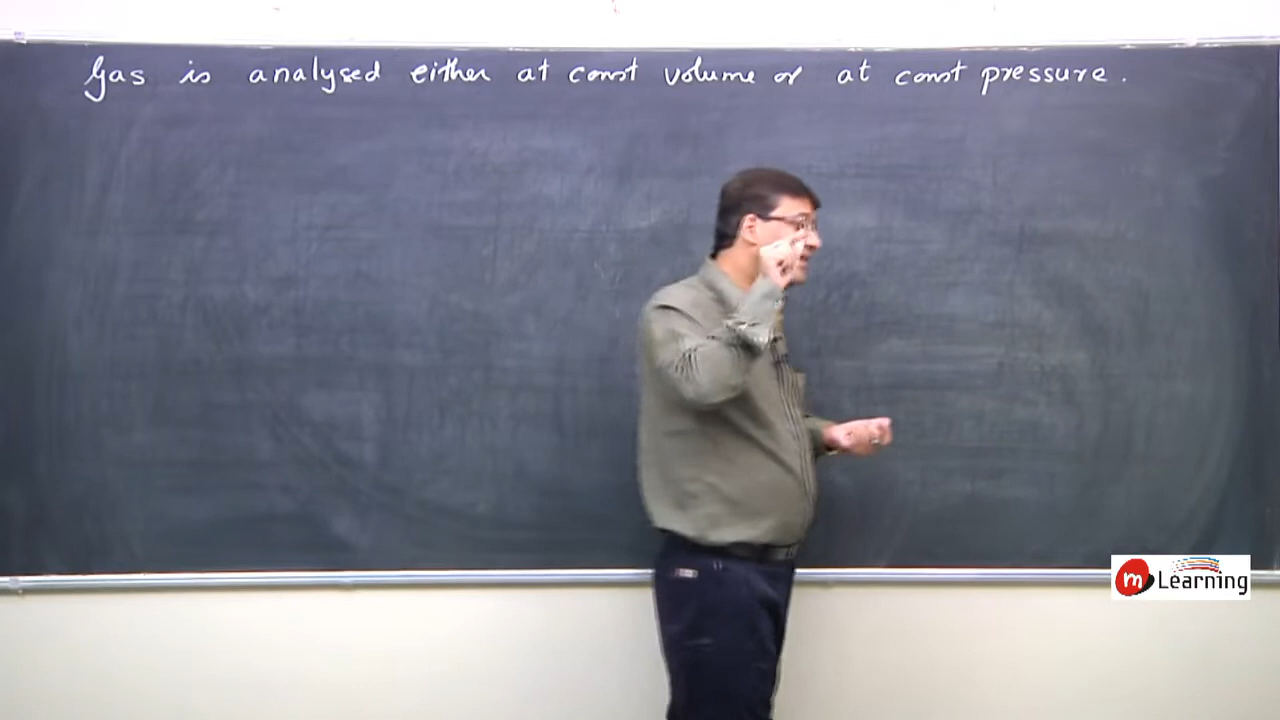 Gas is analysed either at const volume or at const pressure.
m Learning